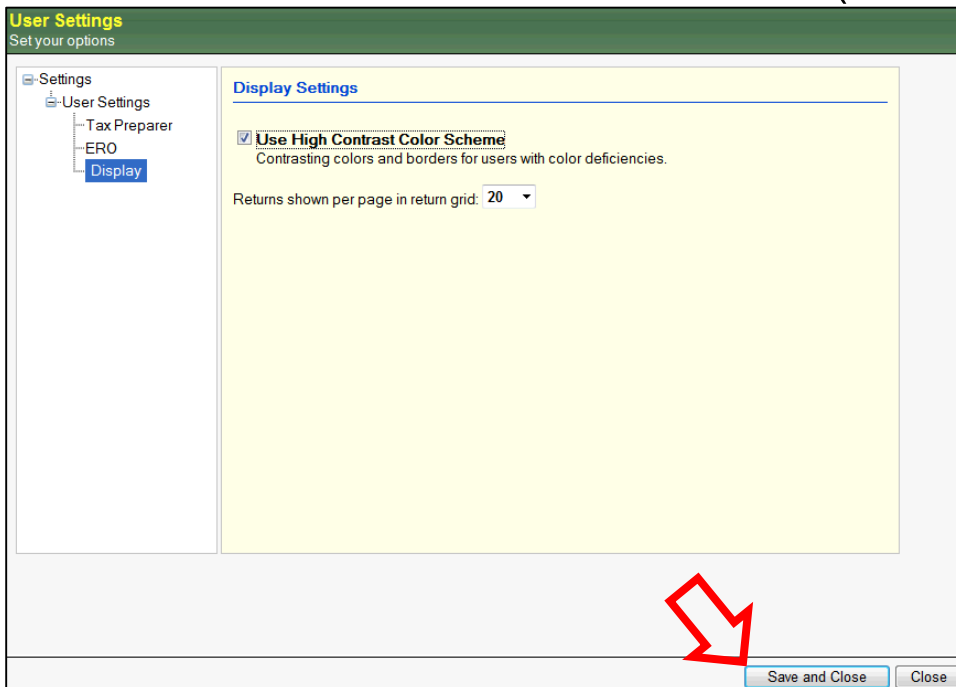 User Settings
Set your options
Settings
User Settings
Tax Preparer
ERO
Display
Display Settings
Use High Contrast Color Scheme
Contrasting colors and borders for users with color deficiencies.
Returns shown per page in return grid: 20
Save and Close
Close